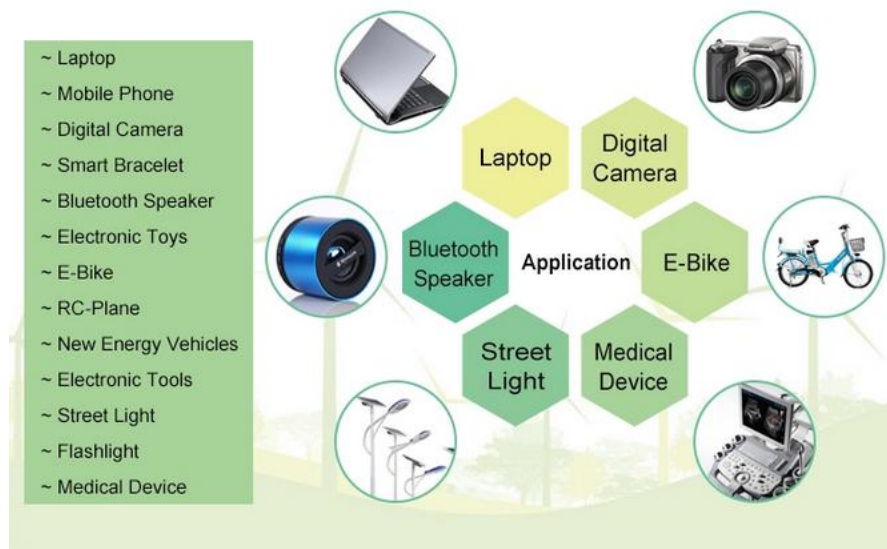 ~ Laptop
~ Mobile Phone
~ Digital Camera
~ Smart Bracelet
~ Bluetooth Speaker
~ Electronic Toys
~ E-Bike
~ RC-Plane
~ New Energy Vehicles
~ Electronic Tools
~ Street Light
~ Flashlight
~ Medical Device
Laptop
Digital
Camera
Bluetooth
Speaker
Application
E-Bike
Street
Light
Medical
Device